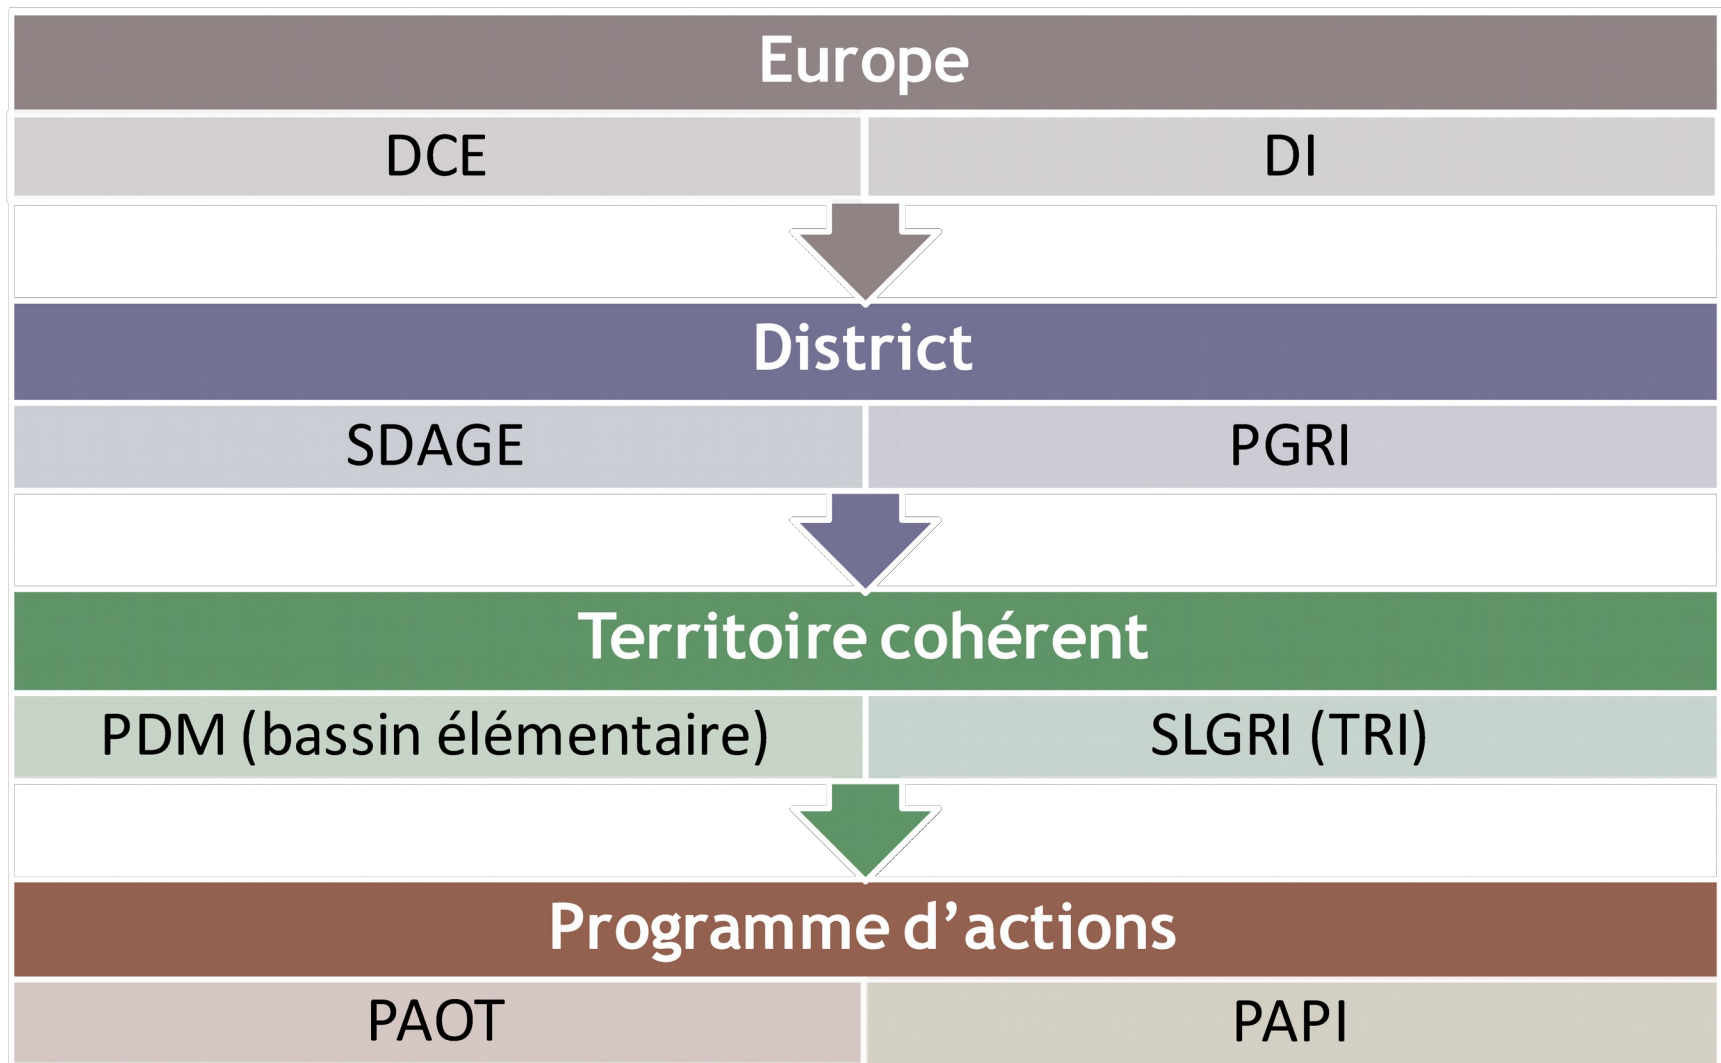 Europe
DCE
DI
District
SDAGE
PGRI
Territoire cohérent
PDM (bassin élémentaire)
SLGRI (TRI)
Programme d’actions
PAOT
PAPI